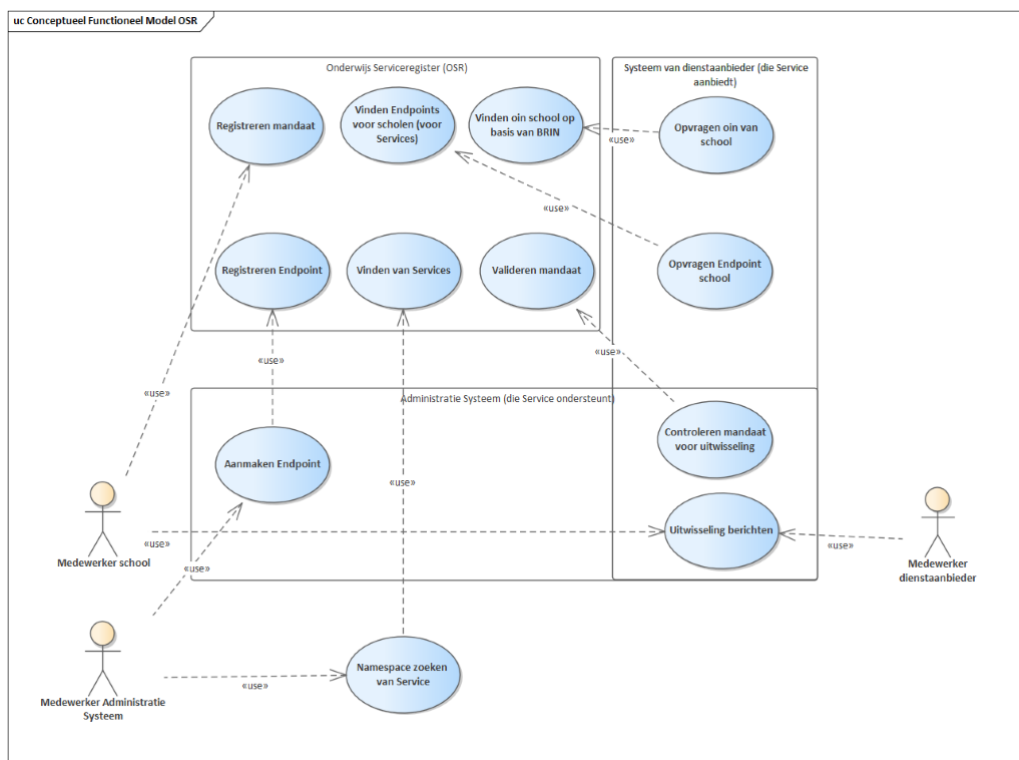 uc Conceptueel Functioneel Model OSR
Onderwijs Serviceregister (OSR)
Systeem van dienstaanbieder (die Service
aanbiedt)
Registreren mandaat
Vinden Endpoints
voor scholen (voor
Services)
Vinden oin school op
basis van BRIN
Opvragen oin van
school
«use»
«use»
Registreren Endpoint
Vinden van Services
Valideren mandaat
Opvragen Endpoint
school
«use»
«use»
«use»
Administratie Systeem (die Service ondersteunt)
Controleren mandaat
voor uitwisseling
Aanmaken Endpoint
«use»
Uitwisseling berichten
«use»
«use»
Medewerker school
Medewerker
dienstaanbieder
«use»
Namespace zoeken
van Service
«use»
Medewerker Administratie
Systeem